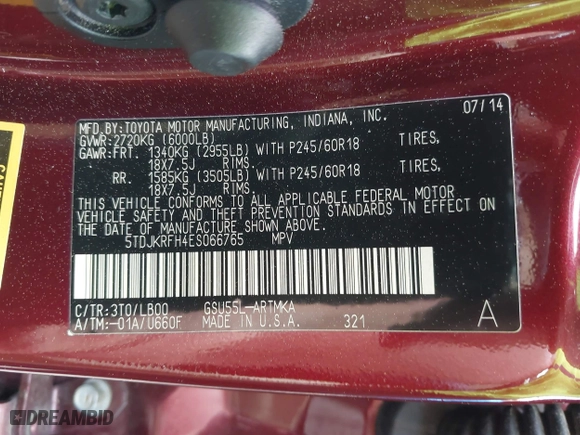 07/14
MFD.BY:TOYOTA MOTOR MANUFACTURING, INDIANA, INC.
GVWR:2720KG (6000LB)
GAWR:FRT. 1340KG (2955LB) WITH P245/60R18 TIRES,
18X7.5J RIMS.
RR. 1585KG (3505LB) WITH P245/60R18 TIRES,
18X7.5J RIMS.
THIS VEHICLE CONFORMS TO ALL APPLICABLE FEDERAL MOTOR
VEHICLE SAFETY AND THEFT PREVENTION STANDARDS IN EFFECT ON
THE DATE OF MANUFACTURE SHOWN ABOVE.
5TDJKRFH4ES066765 MPV
C/TR:3T0/LB00 GSU55L-ARTMKA
A/TM:-01A/U660F MADE IN U.S.A. 321 A
DREAMBID